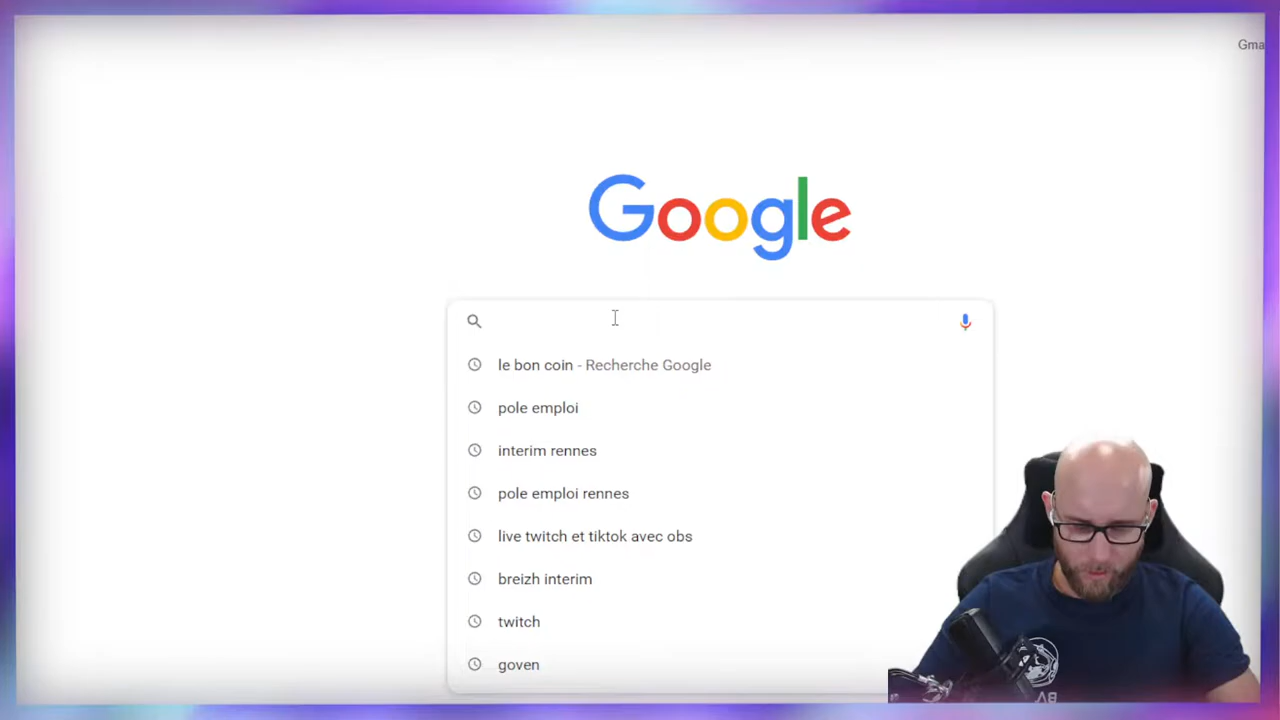 Gma
Google
le bon coin - Recherche Google
pole emploi
interim rennes
pole emploi rennes
live twitch et tiktok avec obs
breizh interim
twitch
goven